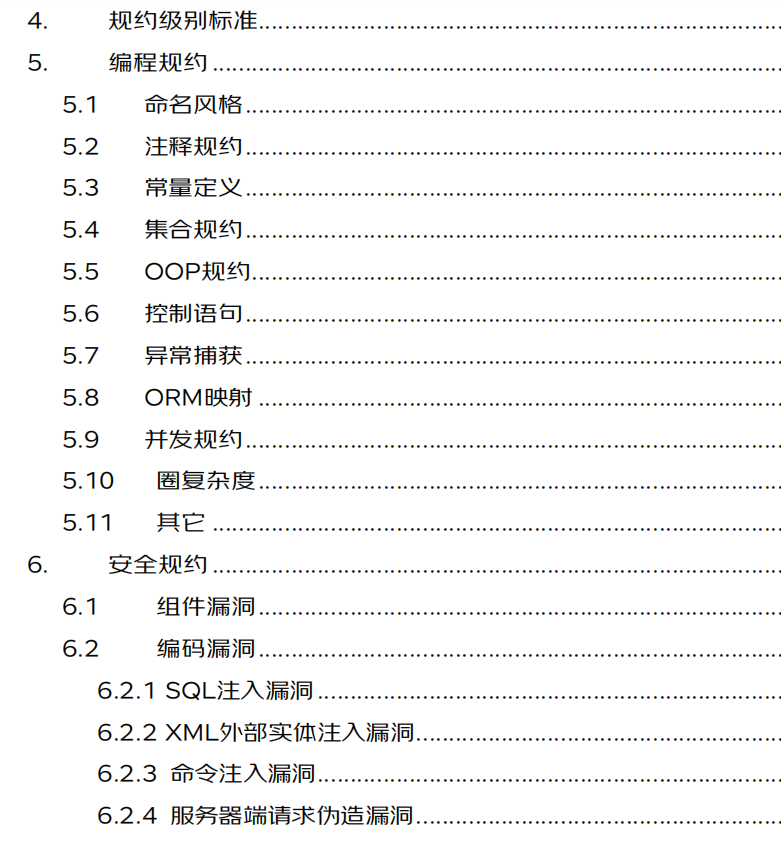 4. 规约级别标准
5. 编程规约
5.1 命名风格
5.2 注释规约
5.3 常量定义
5.4 集合规约
5.5 OOP规约
5.6 控制语句
5.7 异常捕获
5.8 ORM映射
5.9 并发规约
5.10 圈复杂度
5.11 其它
6. 安全规约
6.1 组件漏洞
6.2 编码漏洞
6.2.1 SQL注入漏洞
6.2.2 XML外部实体注入漏洞
6.2.3 命令注入漏洞
6.2.4 服务器端请求伪造漏洞